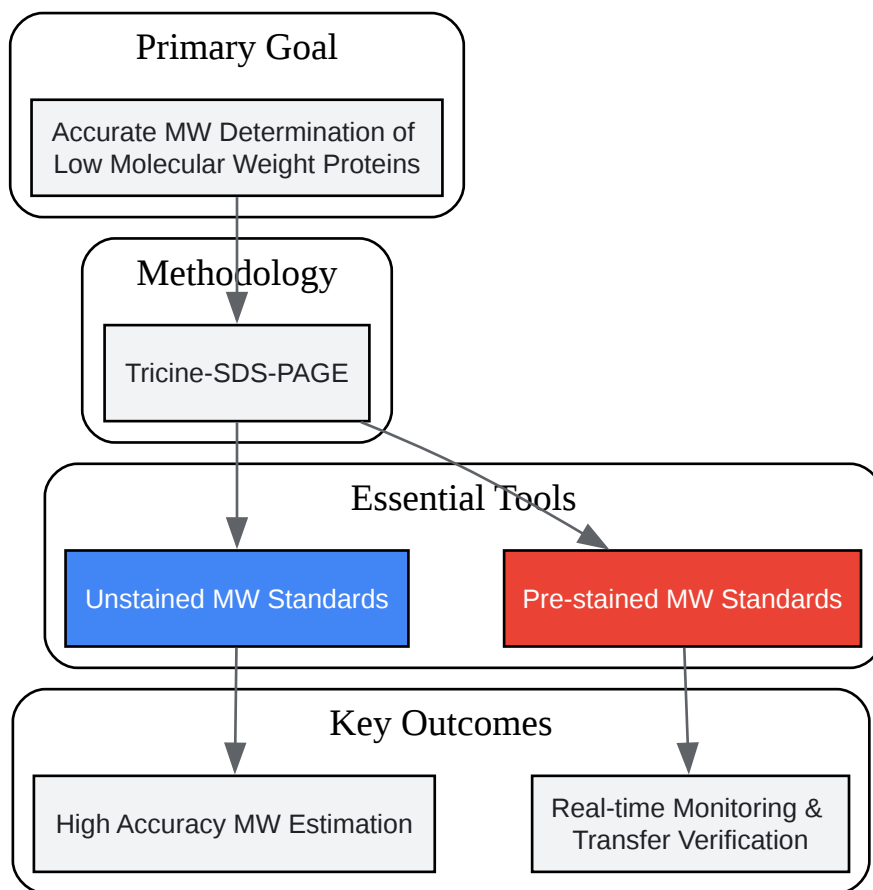 Primary Goal
Accurate MW Determination of
Low Molecular Weight Proteins
Methodology
Tricine-SDS-PAGE
Essential Tools
Unstained MW Standards
Pre-stained MW Standards
Key Outcomes
High Accuracy MW Estimation
Real-time Monitoring &
Transfer Verification